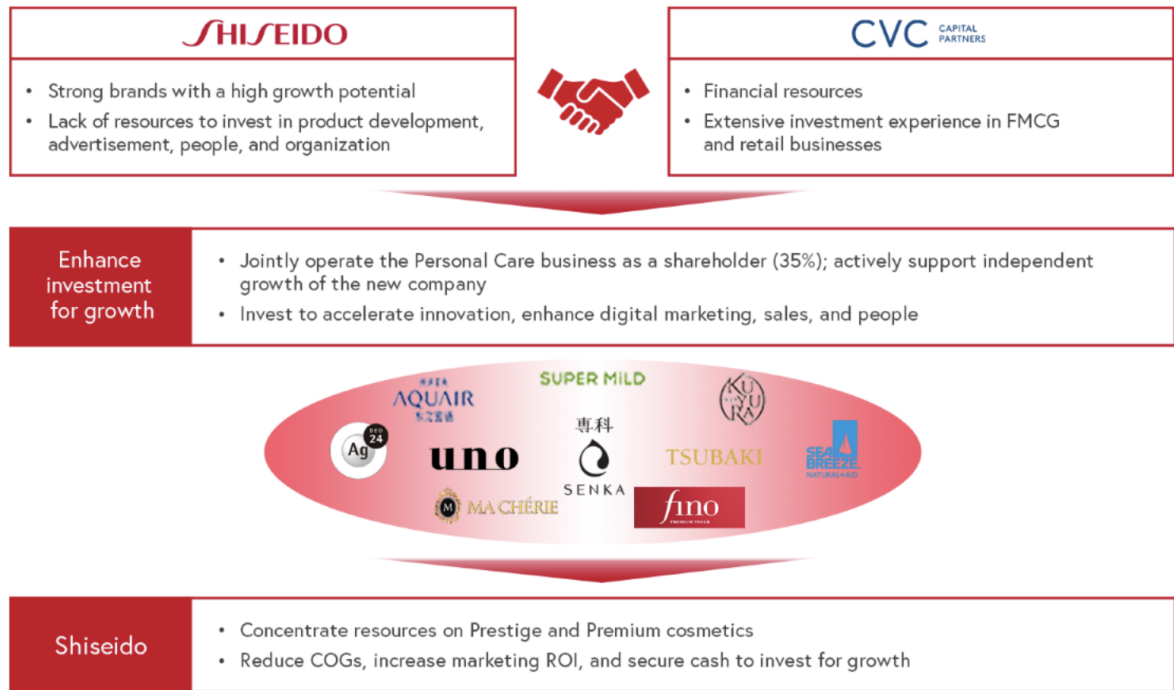 SHISEIDO
• Strong brands with a high growth potential
• Lack of resources to invest in product development,
advertisement, people, and organization
CVC CAPITAL
PARTNERS
• Financial resources
• Extensive investment experience in FMCG
and retail businesses
Enhance
investment
for growth
• Jointly operate the Personal Care business as a shareholder (35%); actively support independent
growth of the new company
• Invest to accelerate innovation, enhance digital marketing, sales, and people
AQUAIR
SUPER MiLD
KUYURA
Ag
DEO
24
uno
専科
SENKA
TSUBAKI
SEA
BREEZE
NATURAL+AID
M
MA CHÉRIE
fino
PREMIUM TOUCH
Shiseido
• Concentrate resources on Prestige and Premium cosmetics
• Reduce COGs, increase marketing ROI, and secure cash to invest for growth